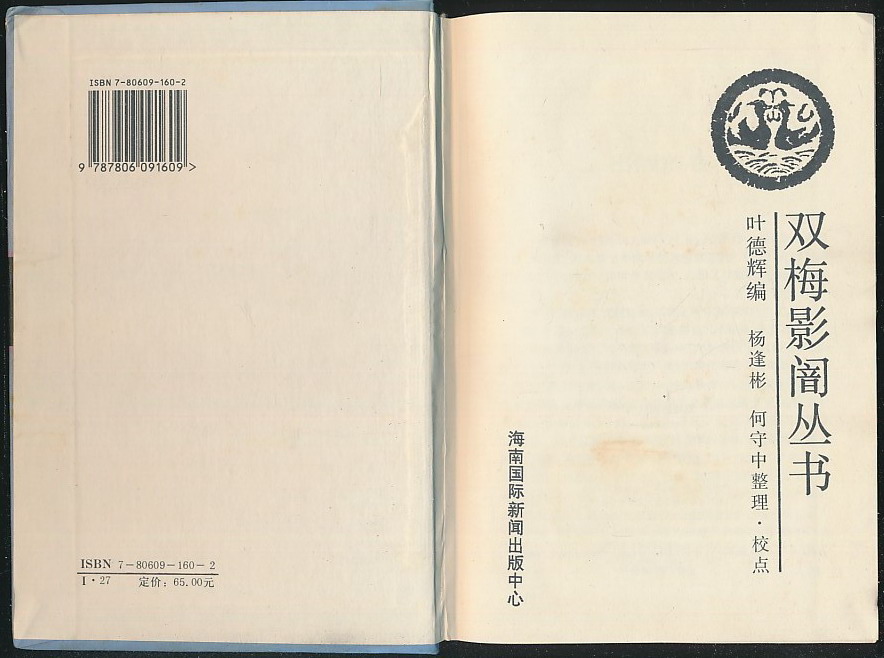 ISBN 7-80609-160-2
9 787806 091609 >
ISBN 7－80609－160－2
I·27 定价：65.00元
双梅影闇丛书
叶德辉编 杨逢彬 何守中整理·校点
海南国际新闻出版中心